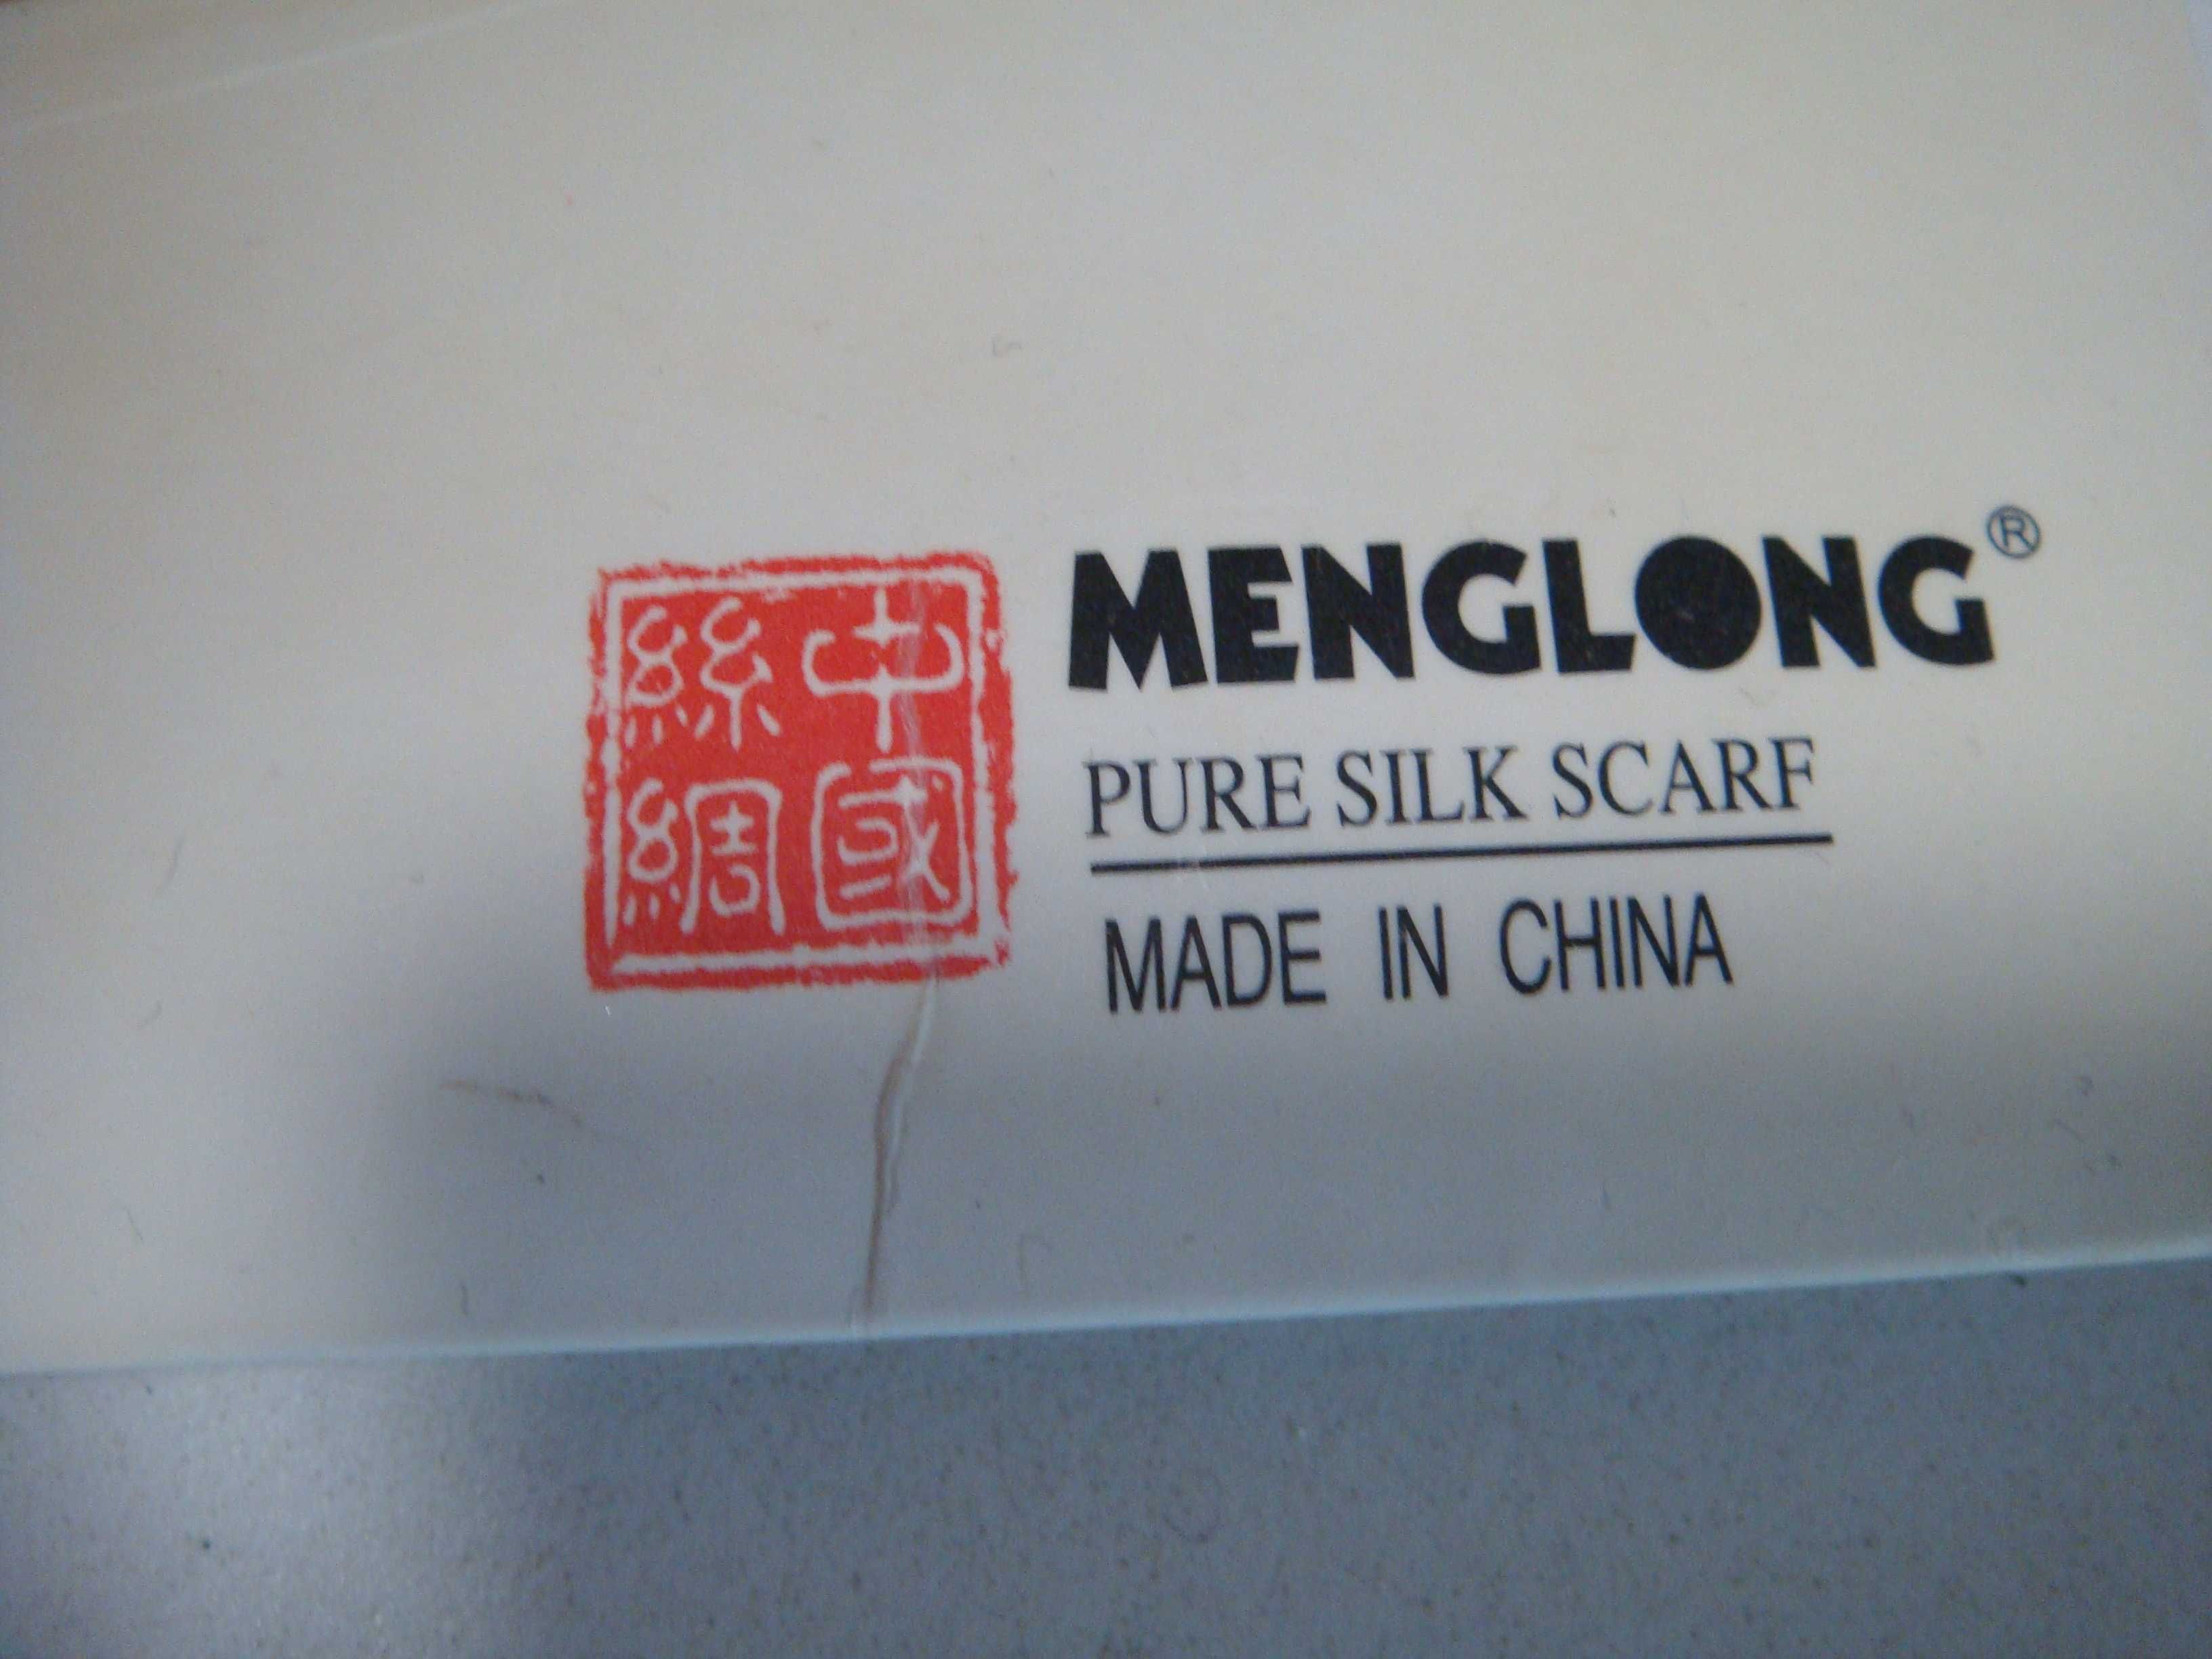 中國
絲綢
MENGLONG®
PURE SILK SCARF
MADE IN CHINA